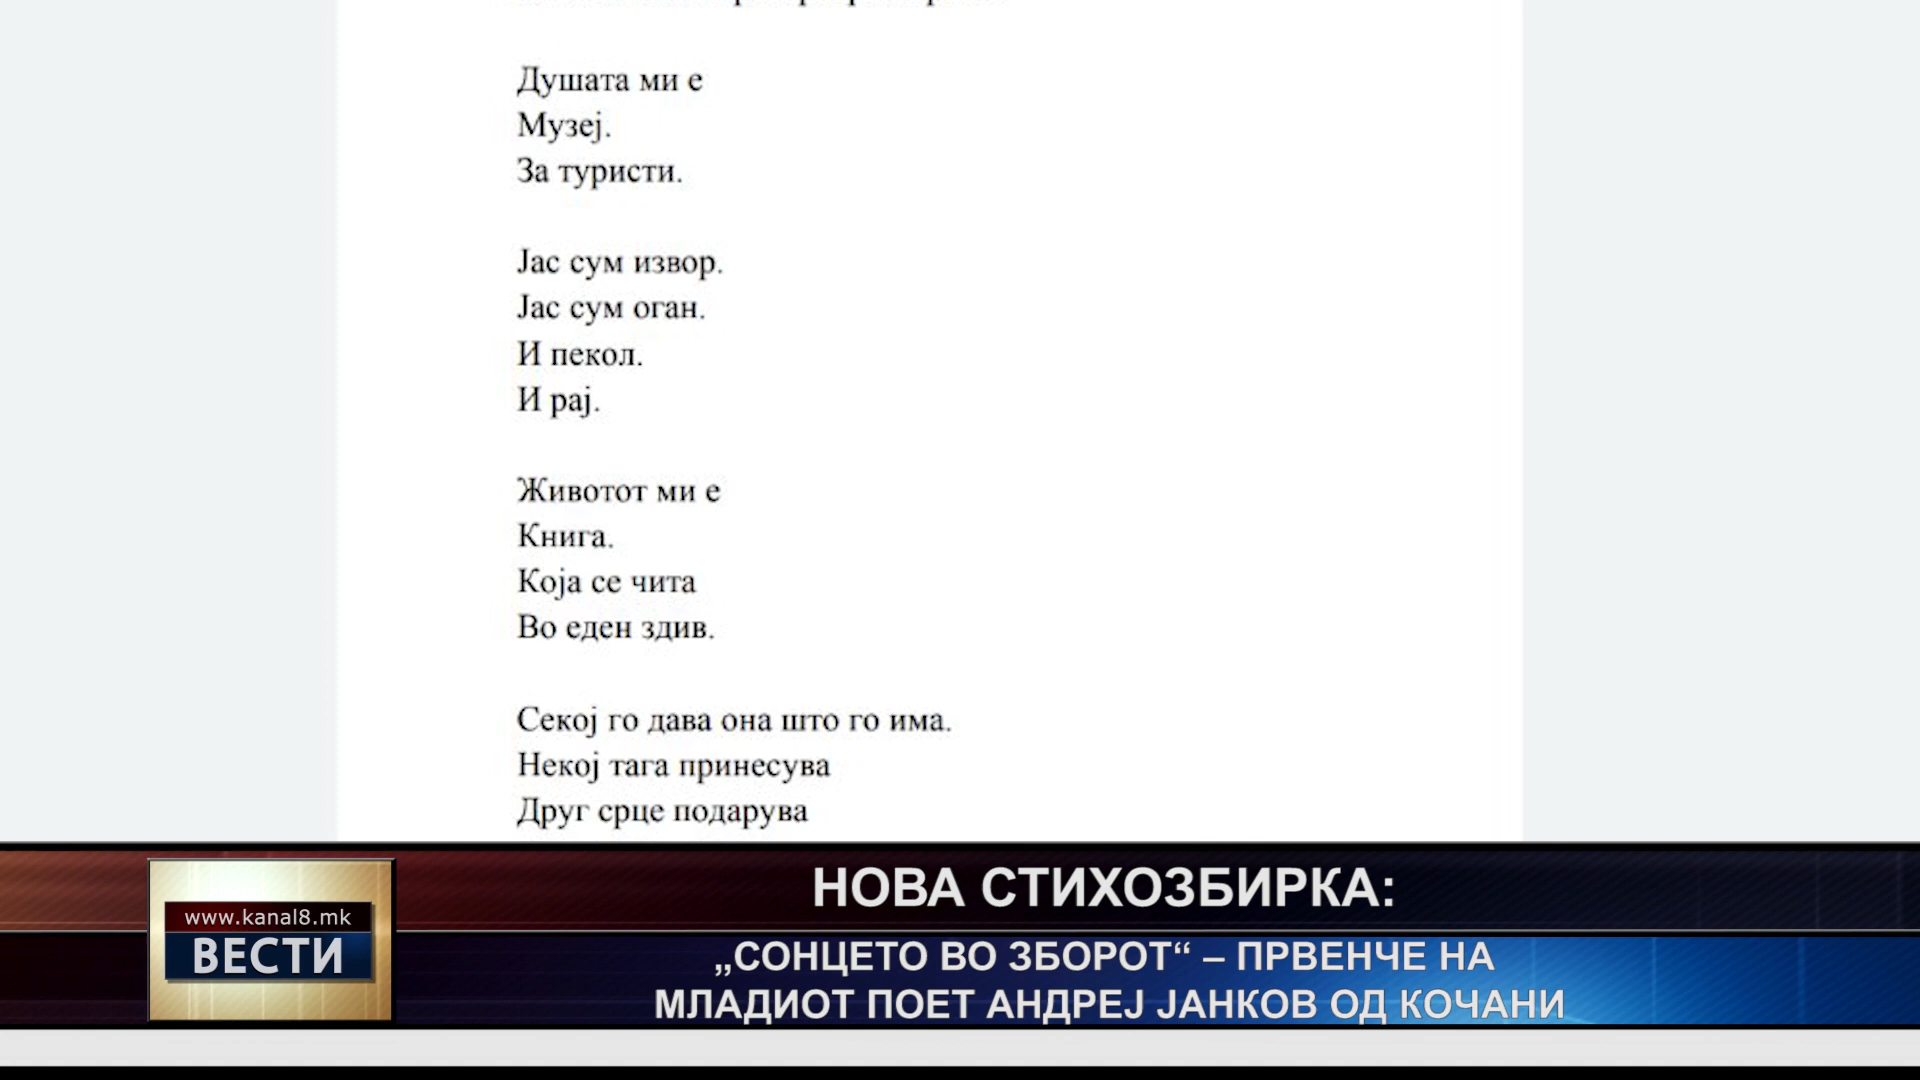 Душата ми е
Музеј.
За туристи.
Јас сум извор.
Јас сум оган.
И пекол.
И рај.
Животот ми е
Книга.
Која се чита
Во еден здив.
Секој го дава она што го има.
Некој тага принесува
Друг срце подарува
www.kanal8.mk
ВЕСТИ
НОВА СТИХОЗБИРКА:
„СОНЦЕТО ВО ЗБОРОТ“ – ПРВЕНЧЕ НА
МЛАДИОТ ПОЕТ АНДРЕЈ ЈАНКОВ ОД КОЧАНИ